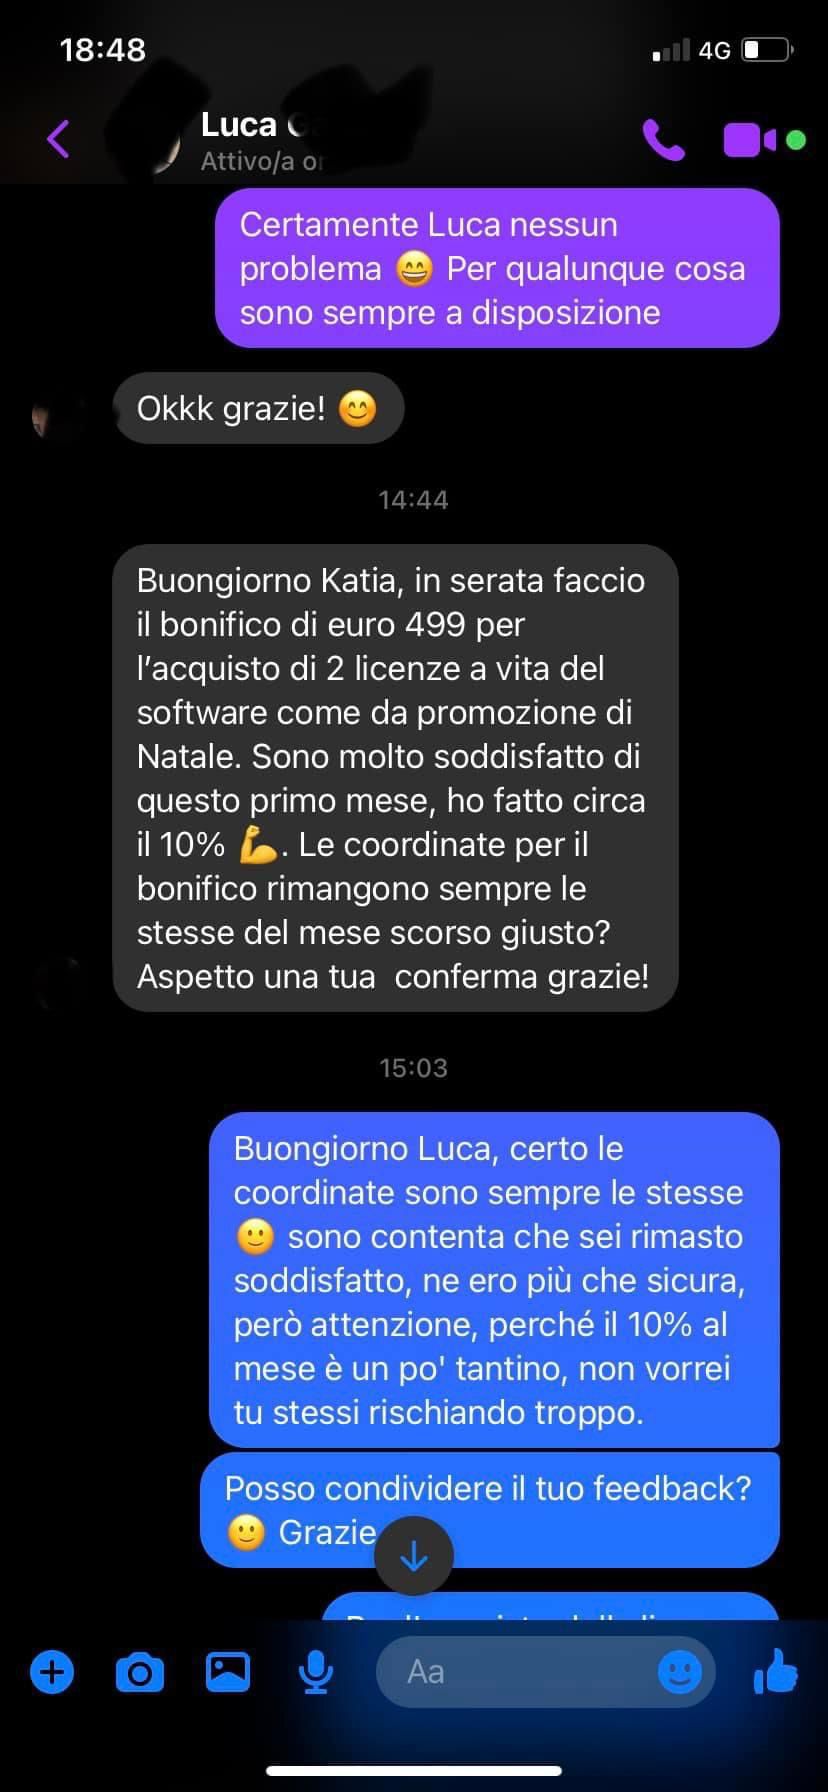 18:48
4G
Luca
Attivo/a
Certamente Luca nessun
problema 😄 Per qualunque cosa
sono sempre a disposizione
Okkk grazie! 😊
14:44
Buongiorno Katia, in serata faccio
il bonifico di euro 499 per
l'acquisto di 2 licenze a vita del
software come da promozione di
Natale. Sono molto soddisfatto di
questo primo mese, ho fatto circa
il 10% 💪. Le coordinate per il
bonifico rimangono sempre le
stesse del mese scorso giusto?
Aspetto una tua  conferma grazie!
15:03
Buongiorno Luca, certo le
coordinate sono sempre le stesse
🙂 sono contenta che sei rimasto
soddisfatto, ne ero più che sicura,
però attenzione, perché il 10% al
mese è un po' tantino, non vorrei
tu stessi rischiando troppo.
Posso condividere il tuo feedback?
🙂 Grazie
Aa